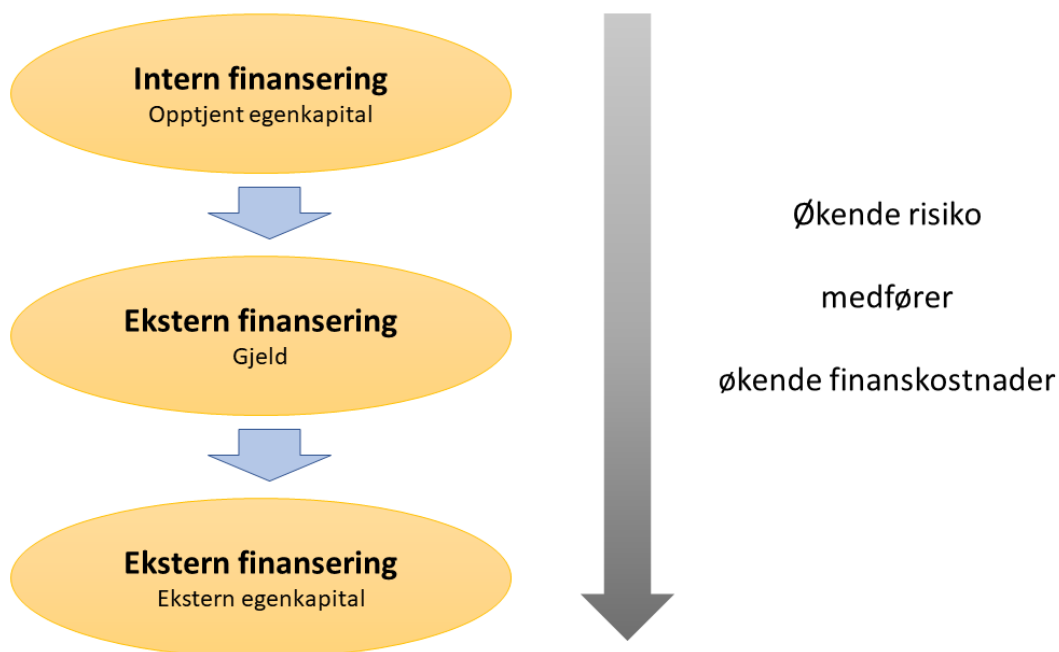 Intern finansering
Opptjent egenkapital
Ekstern finansering
Gjeld
Ekstern finansering
Ekstern egenkapital
Økende risiko
medfører
økende finanskostnader